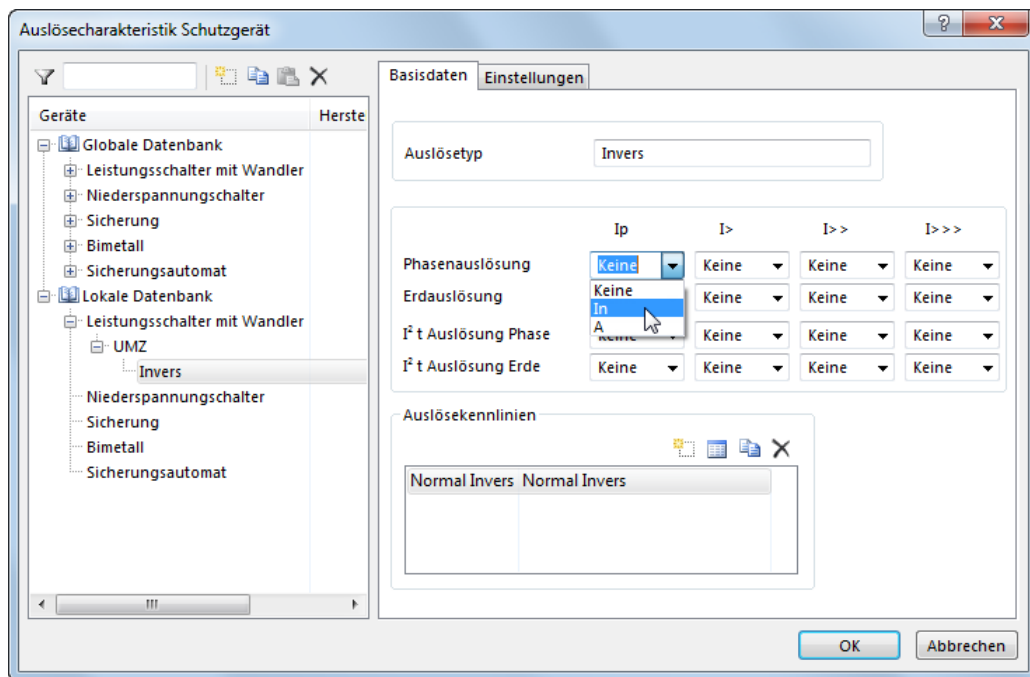 Auslösecharakteristik Schutzgerät
Geräte Herste
Globale Datenbank
Leistungsschalter mit Wandler
Niederspannungschalter
Sicherung
Bimetall
Sicherungsautomat
Lokale Datenbank
Leistungsschalter mit Wandler
UMZ
Invers
Niederspannungschalter
Sicherung
Bimetall
Sicherungsautomat
Basisdaten Einstellungen
Auslösetyp Invers
Ip I> I>> I>>>
Phasenauslösung Keine Keine Keine Keine
Keine
In
A
Erdauslösung Keine Keine Keine
I² t Auslösung Phase Keine Keine Keine Keine
I² t Auslösung Erde Keine Keine Keine Keine
Auslösekennlinien
Normal Invers Normal Invers
OK Abbrechen